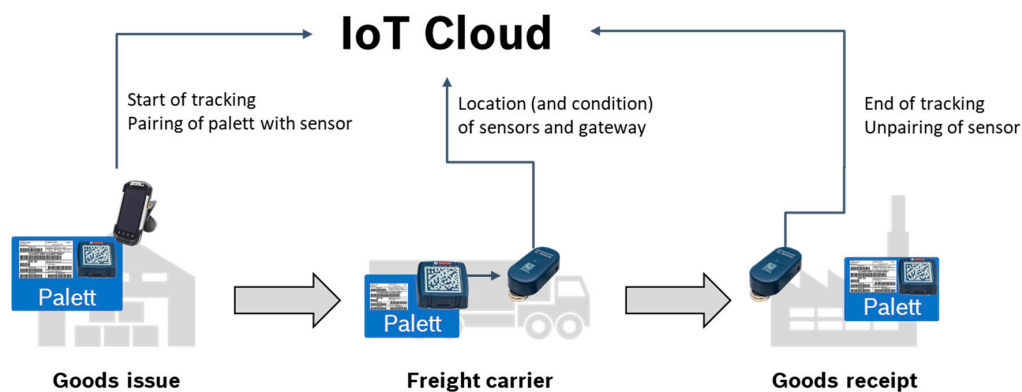 IoT Cloud
Start of tracking
Pairing of palett with sensor
Location (and condition)
of sensors and gateway
End of tracking
Unpairing of sensor
Palett
Palett
Palett
Goods issue
Freight carrier
Goods receipt